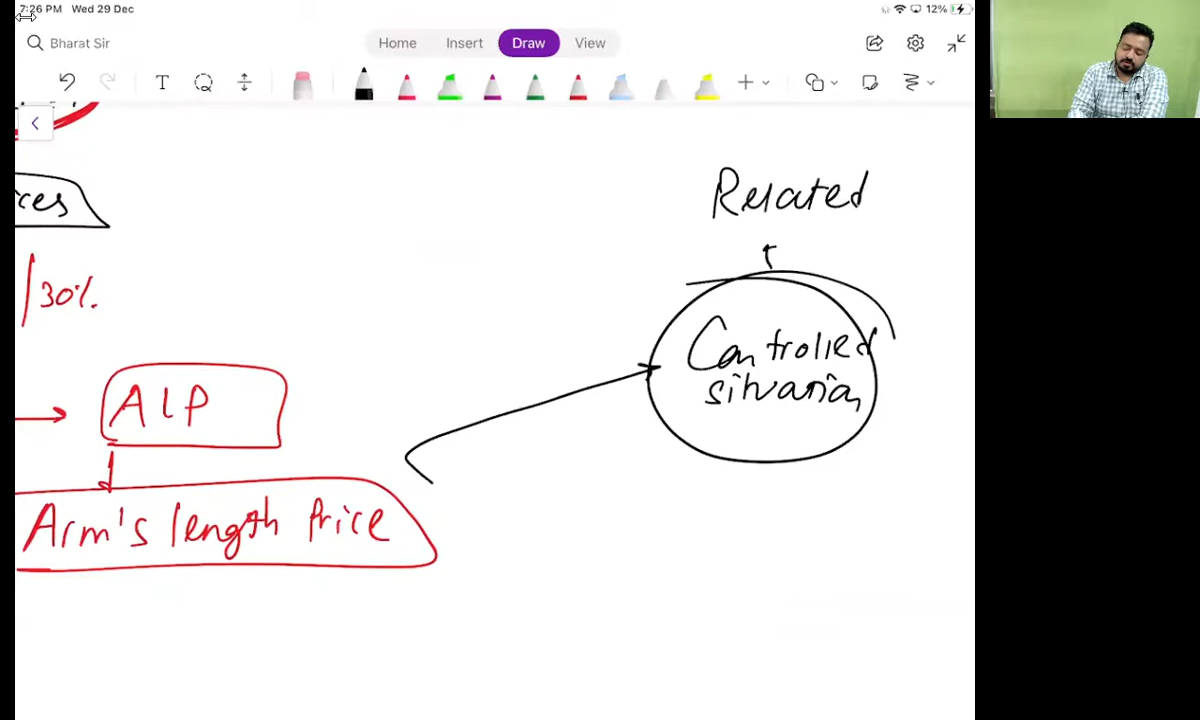 7:26 PM Wed 29 Dec
12%
Bharat Sir
Home Insert Draw View
T
Related
ces
30%.
Controlled
situation
ALP
Arm's length Price